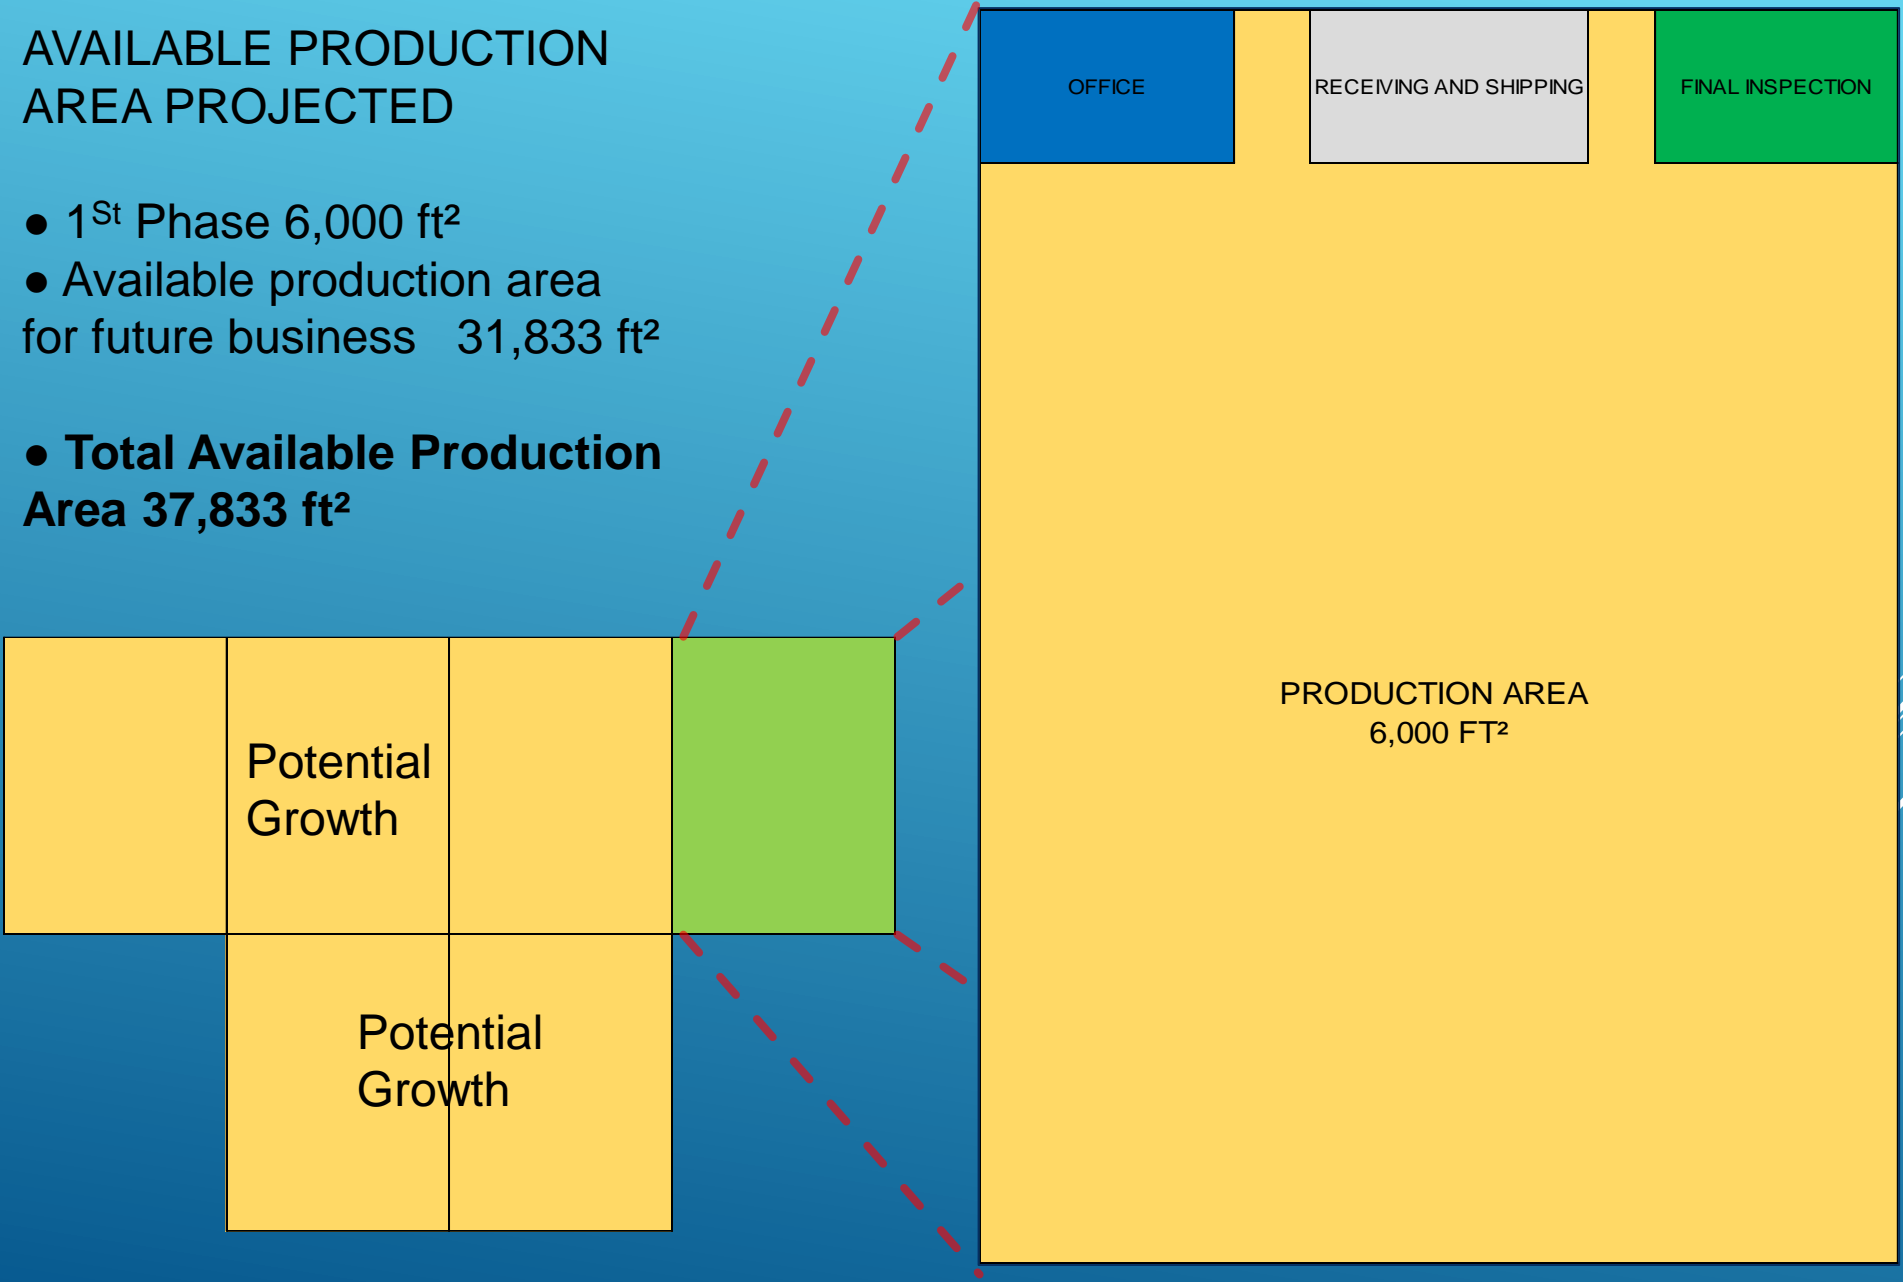 AVAILABLE PRODUCTION
AREA PROJECTED
● 1St Phase 6,000 ft²
● Available production area
for future business 31,833 ft²
● Total Available Production
Area 37,833 ft²
Potential
Growth
Potential
Growth
OFFICE
RECEIVING AND SHIPPING
FINAL INSPECTION
PRODUCTION AREA
6,000 FT²